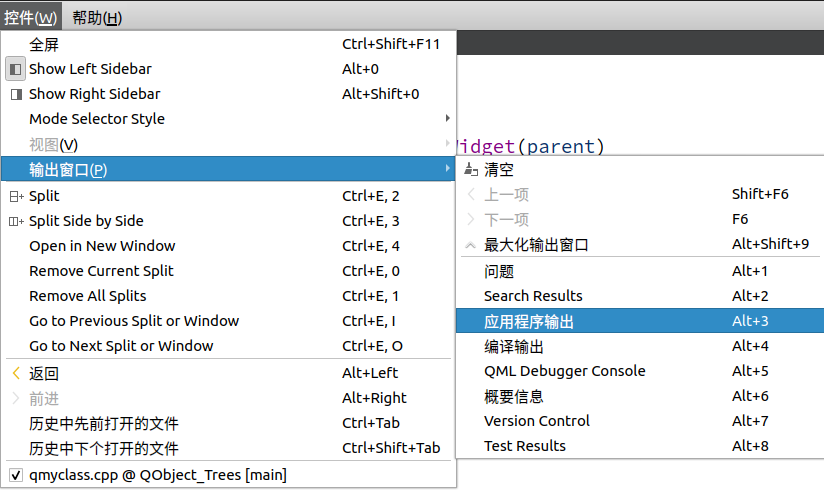 控件(W) 帮助(H)
全屏 Ctrl+Shift+F11
Show Left Sidebar Alt+0
Show Right Sidebar Alt+Shift+0
Mode Selector Style
视图(V)
输出窗口(P)
Split Ctrl+E, 2
Split Side by Side Ctrl+E, 3
Open in New Window Ctrl+E, 4
Remove Current Split Ctrl+E, 0
Remove All Splits Ctrl+E, 1
Go to Previous Split or Window Ctrl+E, I
Go to Next Split or Window Ctrl+E, O
返回 Alt+Left
前进 Alt+Right
历史中先前打开的文件 Ctrl+Tab
历史中下个打开的文件 Ctrl+Shift+Tab
qmyclass.cpp @ QObject_Trees [main]
idget(parent)
清空
上一项 Shift+F6
下一项 F6
最大化输出窗口 Alt+Shift+9
问题 Alt+1
Search Results Alt+2
应用程序输出 Alt+3
编译输出 Alt+4
QML Debugger Console Alt+5
概要信息 Alt+6
Version Control Alt+7
Test Results Alt+8